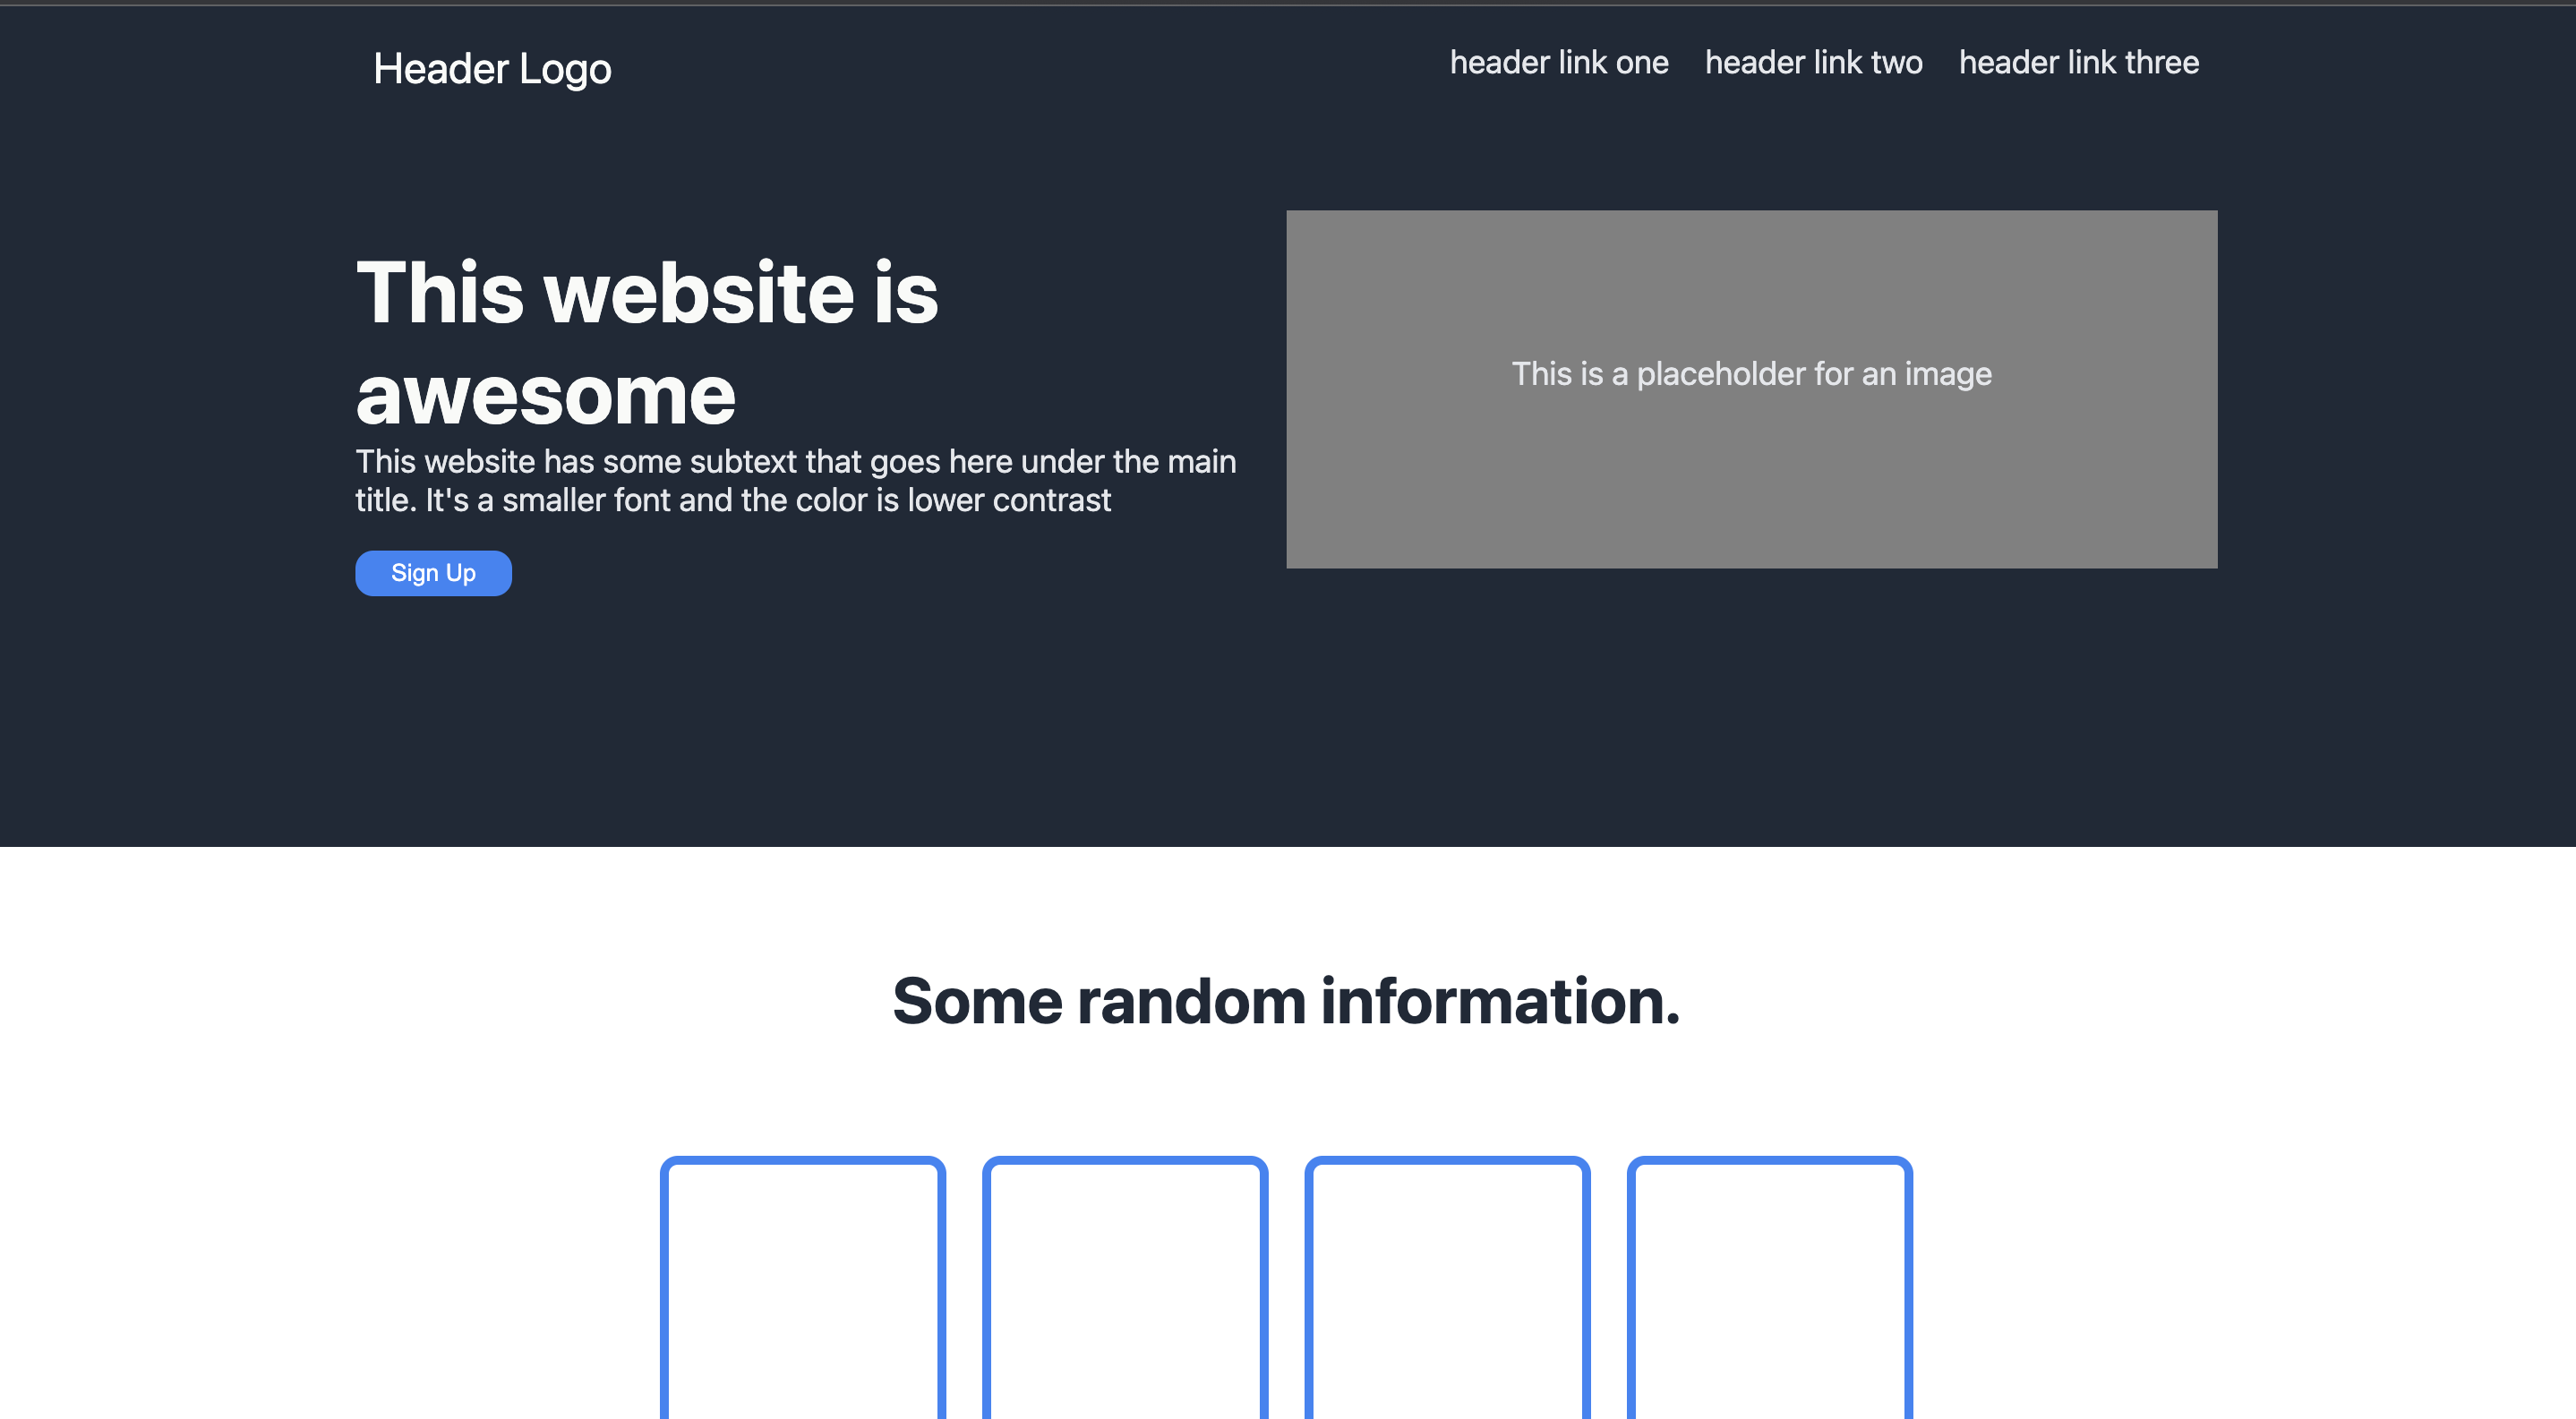 Header Logo
header link one
header link two
header link three
This website is
awesome
This website has some subtext that goes here under the main
title. It's a smaller font and the color is lower contrast
Sign Up
This is a placeholder for an image
Some random information.